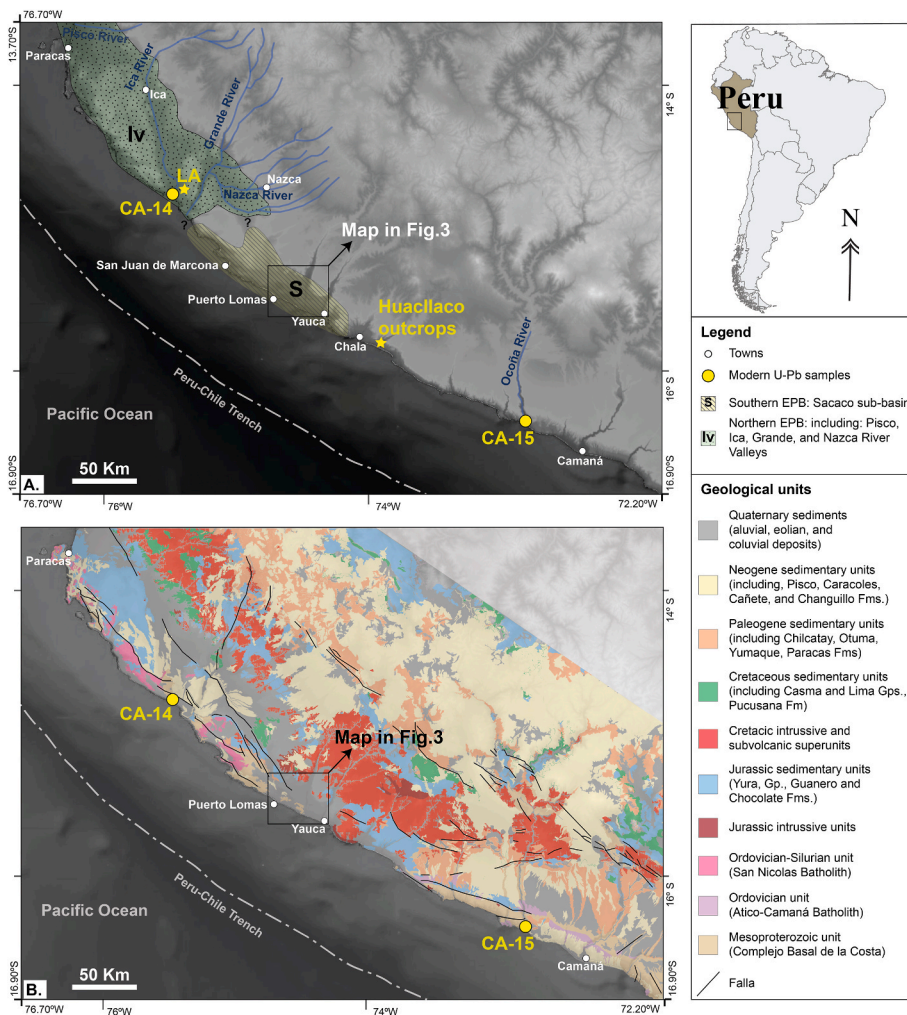 76.70°W
76°W
74°W
13.70°S
Pisco River
Paracas
Ica River
Ica
Grande River
14° S
Iv
LA
Nazca
Nazca River
CA-14
?
?
Map in Fig.3
San Juan de Marcona
S
Puerto Lomas
Yauca
Huacllaco
outcrops
Chala
Ocoña River
16° S
Peru-Chile Trench
Pacific Ocean
CA-15
Camaná
A.
50 Km
16.90°S
16.90°S
76.70°W
76°W
74°W
72.20°W
Paracas
14° S
CA-14
Map in Fig.3
Puerto Lomas
Yauca
16° S
Peru-Chile Trench
Pacific Ocean
CA-15
Camaná
B.
50 Km
16.90°S
16.90°S
76.70°W
76°W
74°W
72.20°W
Peru
N
Legend
Towns
Modern U-Pb samples
S
Southern EPB: Sacaco sub-basin
Iv
Northern EPB: including: Pisco,
Ica, Grande, and Nazca River
Valleys
Geological units
Quaternary sediments
(aluvial, eolian, and
coluvial deposits)
Neogene sedimentary units
(including, Pisco, Caracoles,
Cañete, and Changuillo Fms.)
Paleogene sedimentary units
(including Chilcatay, Otuma,
Yumaque, Paracas Fms)
Cretaceous sedimentary units
(including Casma and Lima Gps.,
Pucusana Fm)
Cretacic intrussive and
subvolcanic superunits
Jurassic sedimentary units
(Yura, Gp., Guanero and
Chocolate Fms.)
Jurassic intrussive units
Ordovician-Silurian unit
(San Nicolas Batholith)
Ordovician unit
(Atico-Camaná Batholith)
Mesoproterozoic unit
(Complejo Basal de la Costa)
Falla